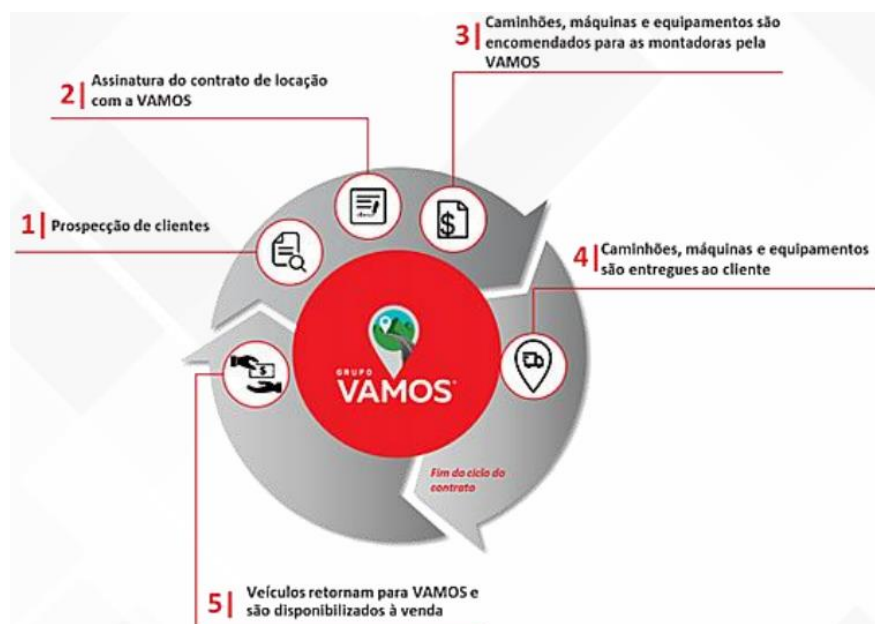 3 Caminhões, máquinas e equipamentos são
encomendados para as montadoras pela
VAMOS
2 Assinatura do contrato de locação
com a VAMOS
1 Prospecção de clientes
4 Caminhões, máquinas e equipamentos
são entregues ao cliente
$
$
GRUPO
VAMOS
Fim do ciclo do
contrato
5 Veículos retornam para VAMOS e
são disponibilizados à venda